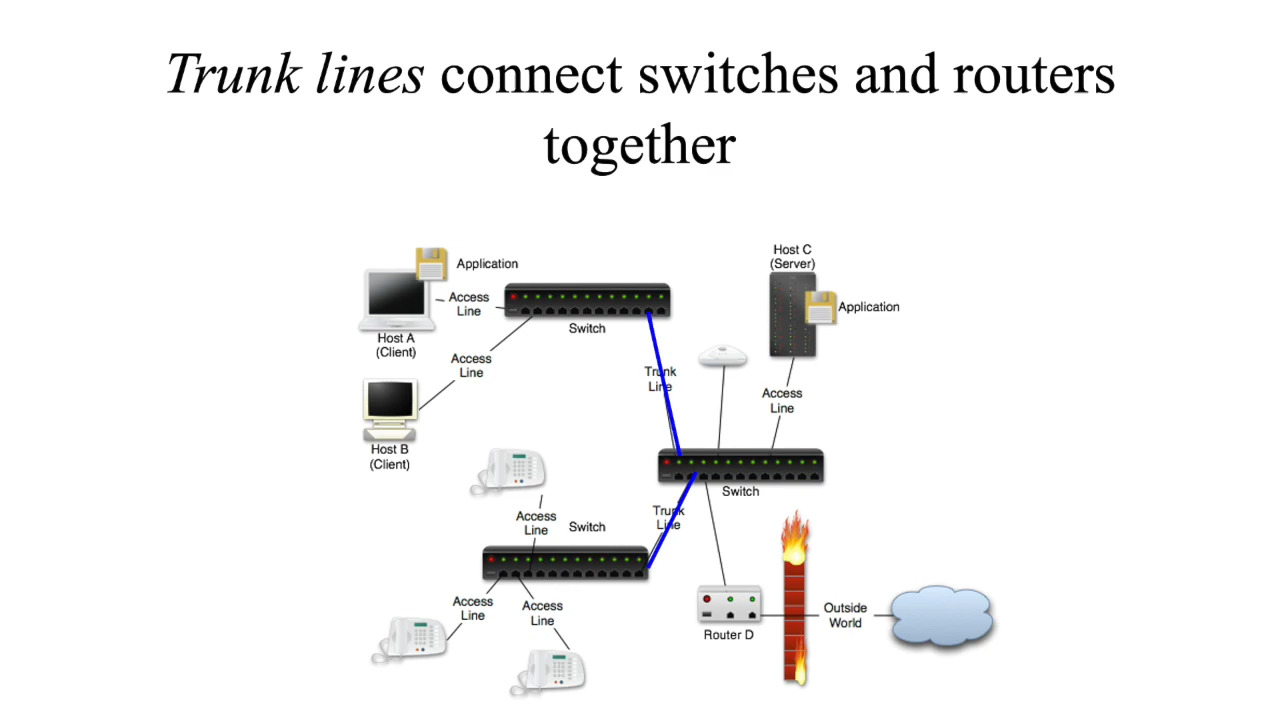 Trunk lines connect switches and routers
together
Host C
(Server)
Application
Access
Line
Switch
Application
Host A
(Client)
Access
Line
Trunk
Line
Access
Line
Host B
(Client)
Switch
Access
Line
Switch
Trunk
Line
Access
Line
Access
Line
Outside
World
Router D